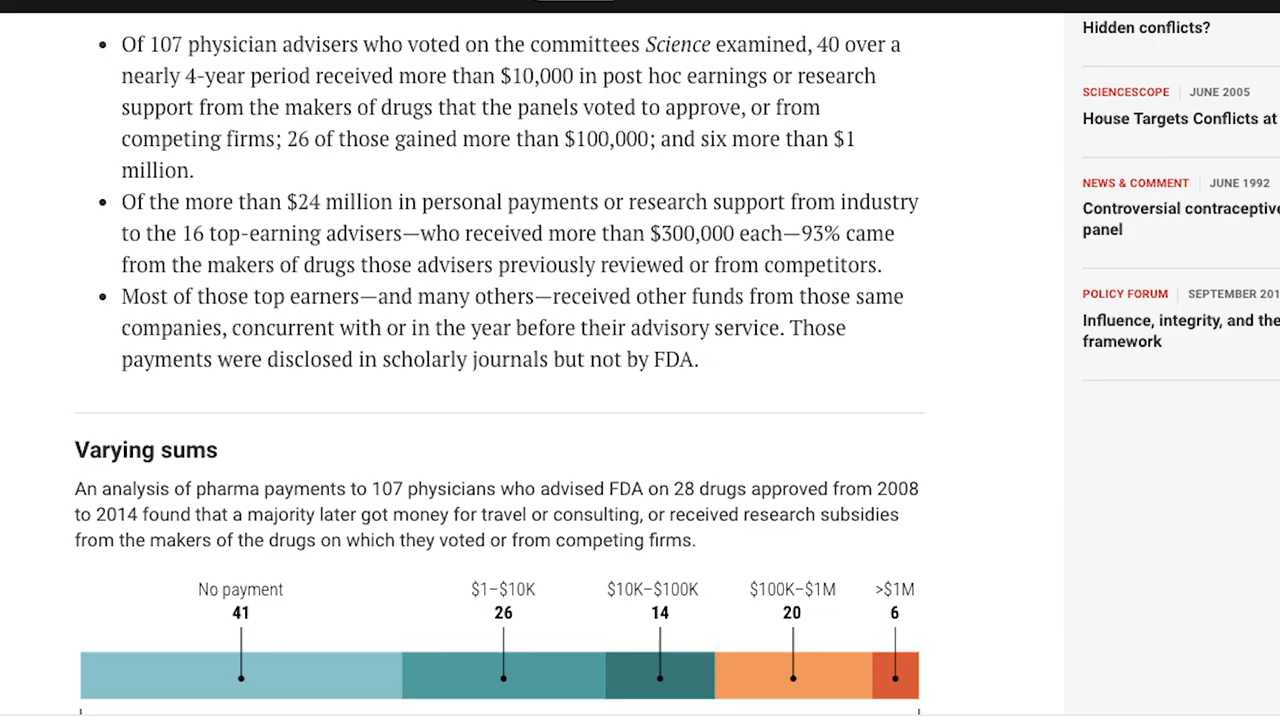 • Of 107 physician advisers who voted on the committees Science examined, 40 over a
nearly 4-year period received more than $10,000 in post hoc earnings or research
support from the makers of drugs that the panels voted to approve, or from
competing firms; 26 of those gained more than $100,000; and six more than $1
million.
• Of the more than $24 million in personal payments or research support from industry
to the 16 top-earning advisers—who received more than $300,000 each—93% came
from the makers of drugs those advisers previously reviewed or from competitors.
• Most of those top earners—and many others—received other funds from those same
companies, concurrent with or in the year before their advisory service. Those
payments were disclosed in scholarly journals but not by FDA.
Varying sums
An analysis of pharma payments to 107 physicians who advised FDA on 28 drugs approved from 2008
to 2014 found that a majority later got money for travel or consulting, or received research subsidies
from the makers of the drugs on which they voted or from competing firms.
No payment $1–$10K $10K–$100K $100K–$1M >$1M
41 26 14 20 6
Hidden conflicts?
SCIENCESCOPE JUNE 2005
House Targets Conflicts at
NEWS & COMMENT JUNE 1992
Controversial contraceptive
panel
POLICY FORUM SEPTEMBER 201
Influence, integrity, and the
framework